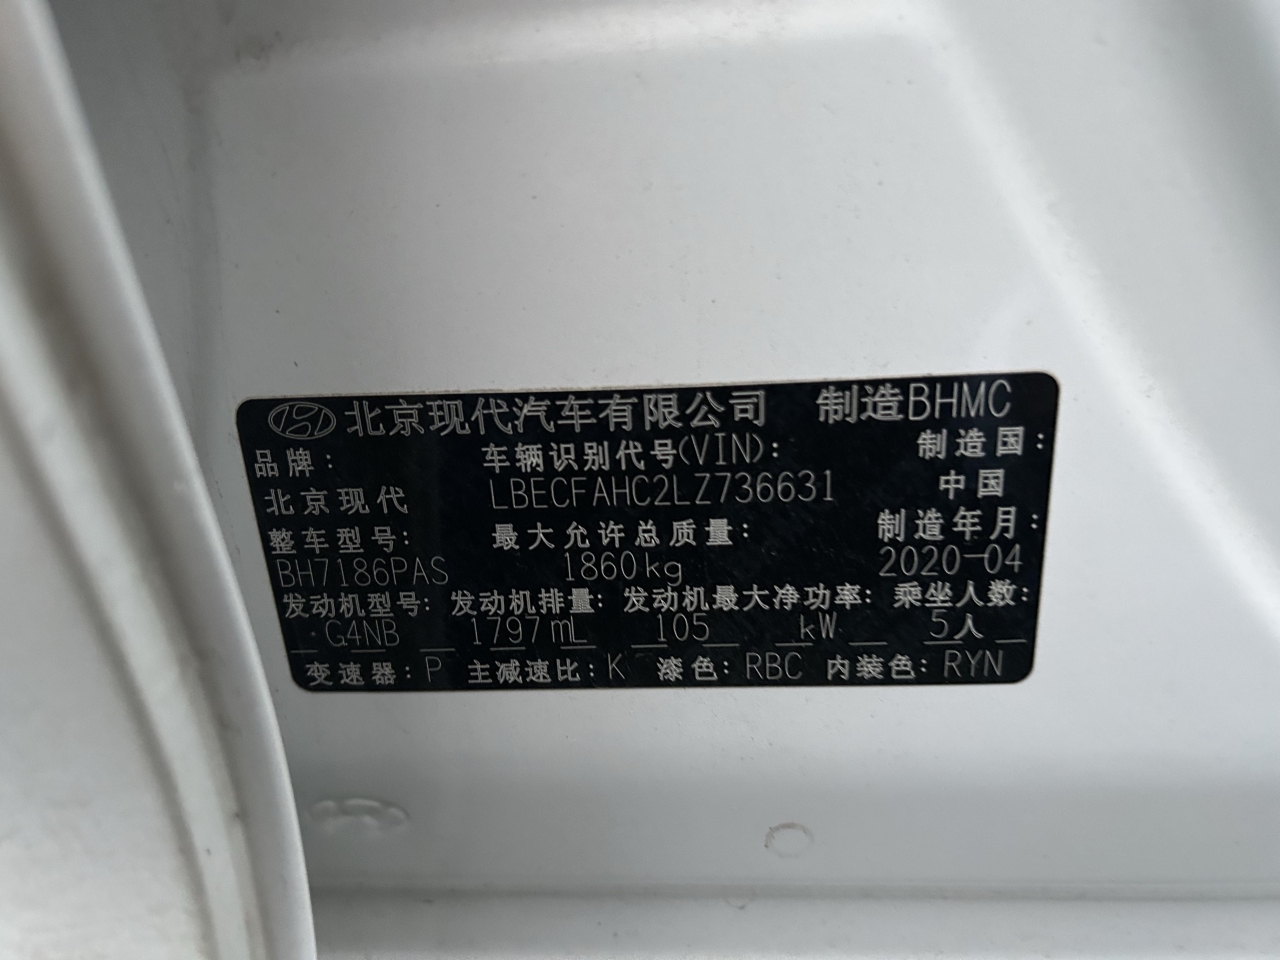 北京现代汽车有限公司 制造BHMC
品牌: 车辆识别代号(VIN): 制造国:
北京现代 LBECFAHC2LZ736631 中国
整车型号: 最大允许总质量: 制造年月:
BH7186PAS 1860kg 2020-04
发动机型号: 发动机排量: 发动机最大净功率: 乘坐人数:
G4NB 1797mL 105 kW 5人
变速器: P 主减速比: K 漆色: RBC 内装色: RYN